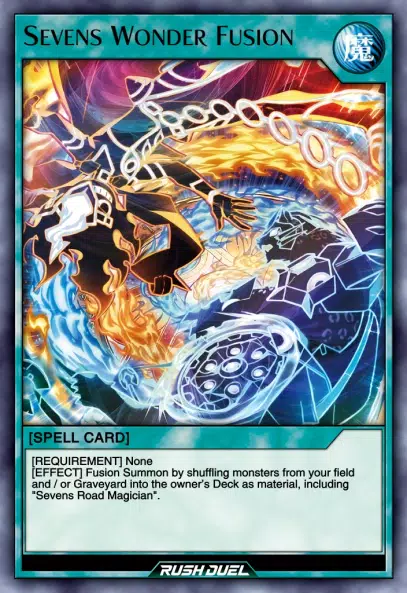 SEVENS WONDER FUSION
魔
[SPELL CARD]
[REQUIREMENT] None
[EFFECT] Fusion Summon by shuffling monsters from your field
and / or Graveyard into the owner's Deck as material, including
"Sevens Road Magician".
RUSH DUEL